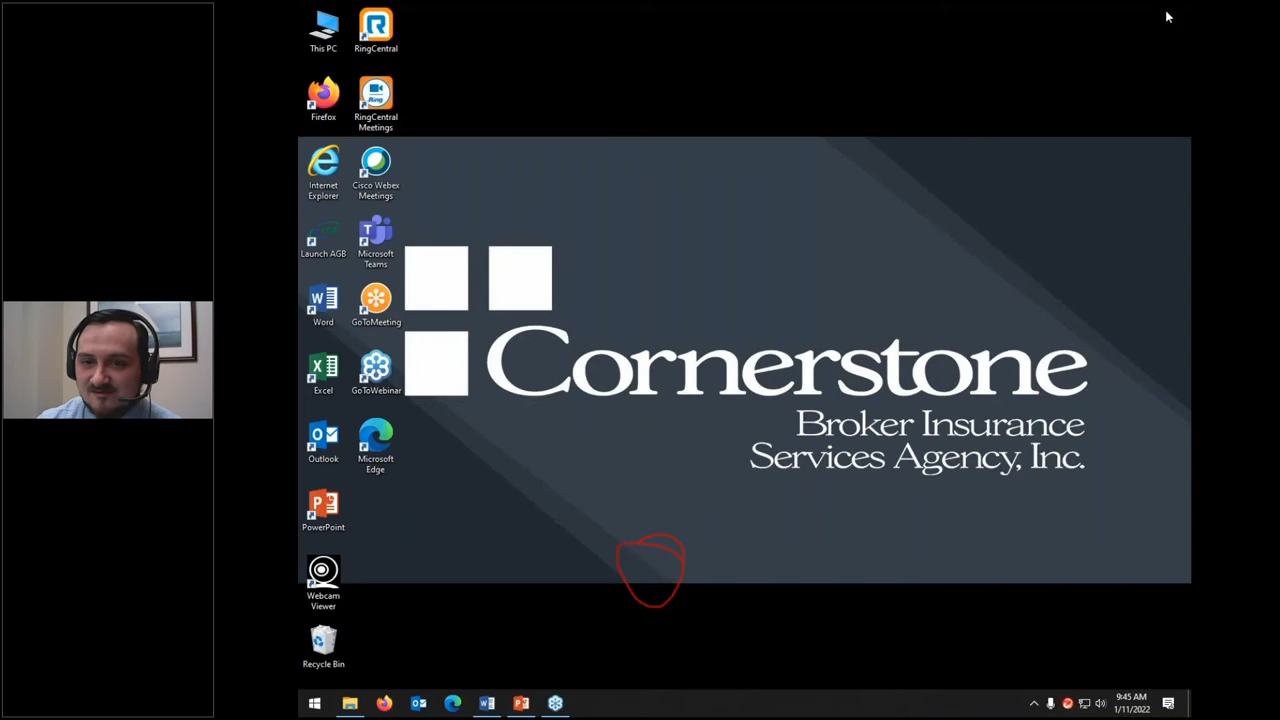 This PC
RingCentral
Firefox
RingCentral
Meetings
Internet
Explorer
Cisco Webex
Meetings
Launch AGB
Microsoft
Teams
Word
GoToMeeting
Excel
GoToWebinar
Outlook
Microsoft
Edge
PowerPoint
Webcam
Viewer
Recycle Bin
Cornerstone
Broker Insurance
Services Agency, Inc.
9:45 AM
1/11/2022